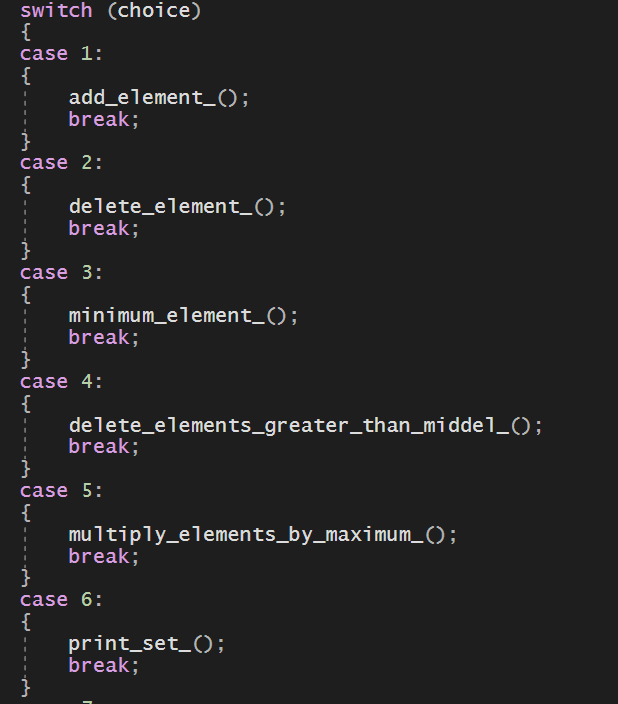 switch (choice)
{
case 1:
{
    add_element_();
    break;
}
case 2:
{
    delete_element_();
    break;
}
case 3:
{
    minimum_element_();
    break;
}
case 4:
{
    delete_elements_greater_than_middel_();
    break;
}
case 5:
{
    multiply_elements_by_maximum_();
    break;
}
case 6:
{
    print_set_();
    break;
}